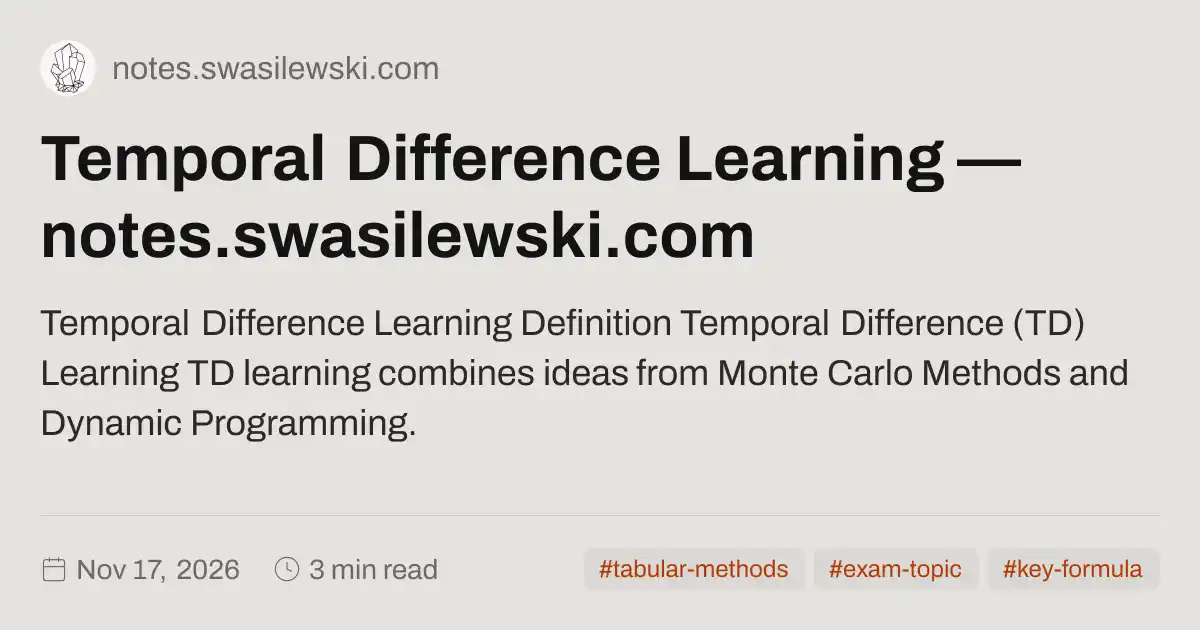 notes.swasilewski.com
Temporal Difference Learning —
notes.swasilewski.com
Temporal Difference Learning Definition Temporal Difference (TD)
Learning TD learning combines ideas from Monte Carlo Methods and
Dynamic Programming.
Nov 17, 2026 3 min read #tabular-methods #exam-topic #key-formula